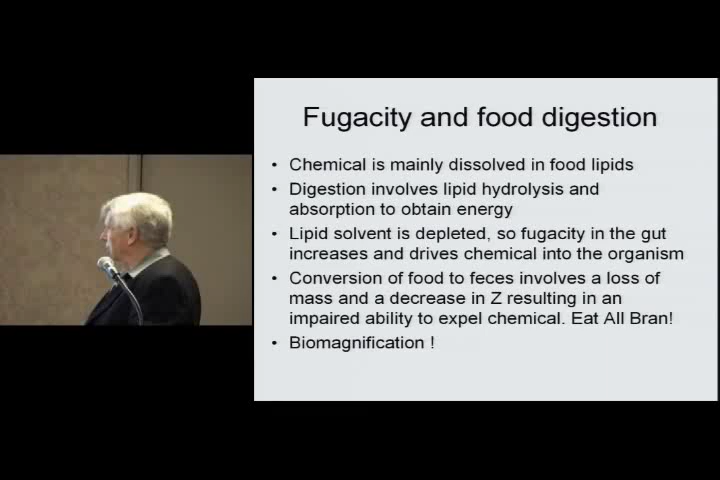 Fugacity and food digestion
• Chemical is mainly dissolved in food lipids
• Digestion involves lipid hydrolysis and
absorption to obtain energy
• Lipid solvent is depleted, so fugacity in the gut
increases and drives chemical into the organism
• Conversion of food to feces involves a loss of
mass and a decrease in Z resulting in an
impaired ability to expel chemical. Eat All Bran!
• Biomagnification !